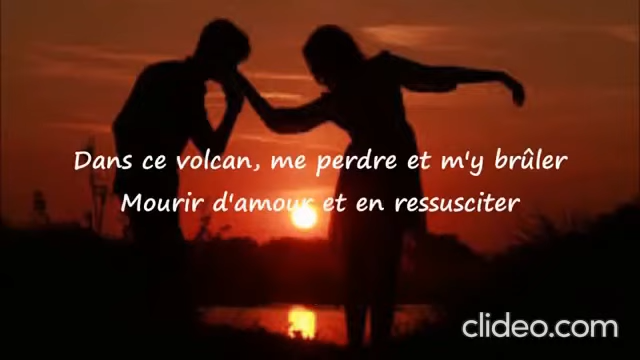 Dans ce volcan, me perdre et m'y brûler
Mourir d'amour et en ressusciter
clideo.com